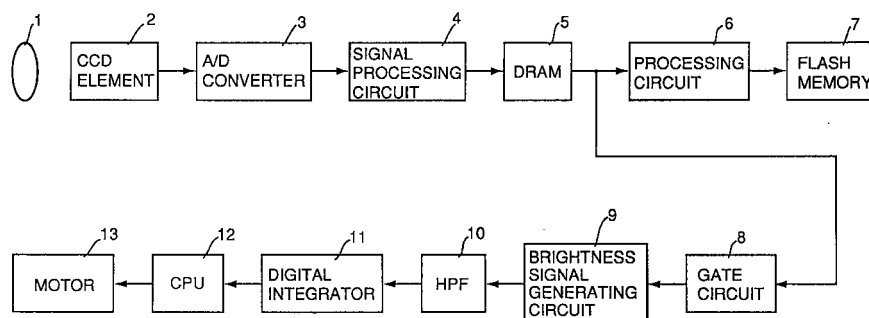 1
2
3
4
5
6
7
CCD
ELEMENT
A/D
CONVERTER
SIGNAL
PROCESSING
CIRCUIT
DRAM
PROCESSING
CIRCUIT
FLASH
MEMORY
13
12
11
10
9
8
MOTOR
CPU
DIGITAL
INTEGRATOR
HPF
BRIGHTNESS
SIGNAL
GENERATING
CIRCUIT
GATE
CIRCUIT